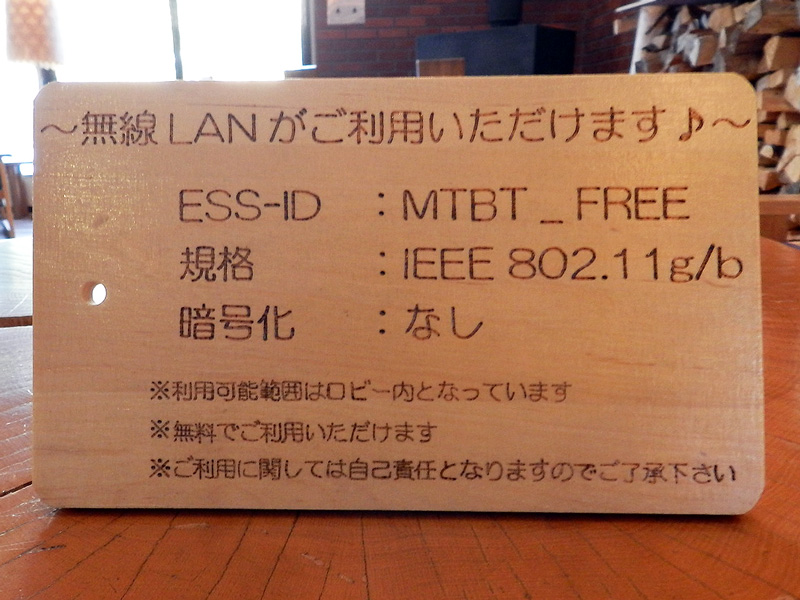 ～無線LANがご利用いただけます♪～
ESS-ID ：MTBT_FREE
規格 ：IEEE 802.11g/b
暗号化 ：なし
※利用可能範囲はロビー内となっています
※無料でご利用いただけます
※ご利用に関しては自己責任となりますのでご了承下さい